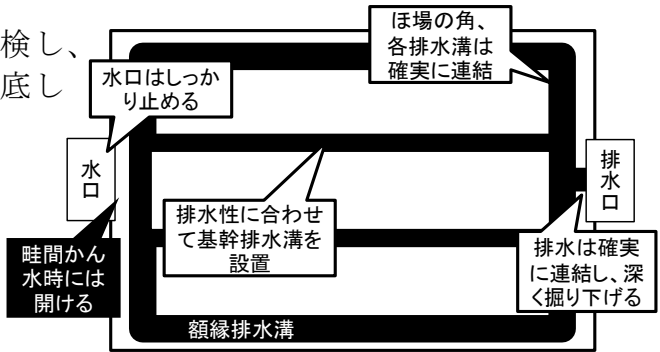 検し、
底し
ほ場の角、
各排水溝は
確実に連結
水口はしっか
り止める
水
口
排
水
口
排水性に合わせ
て基幹排水溝を
設置
畦間かん
水時には
開ける
排水は確実
に連結し、深
く掘り下げる
額縁排水溝